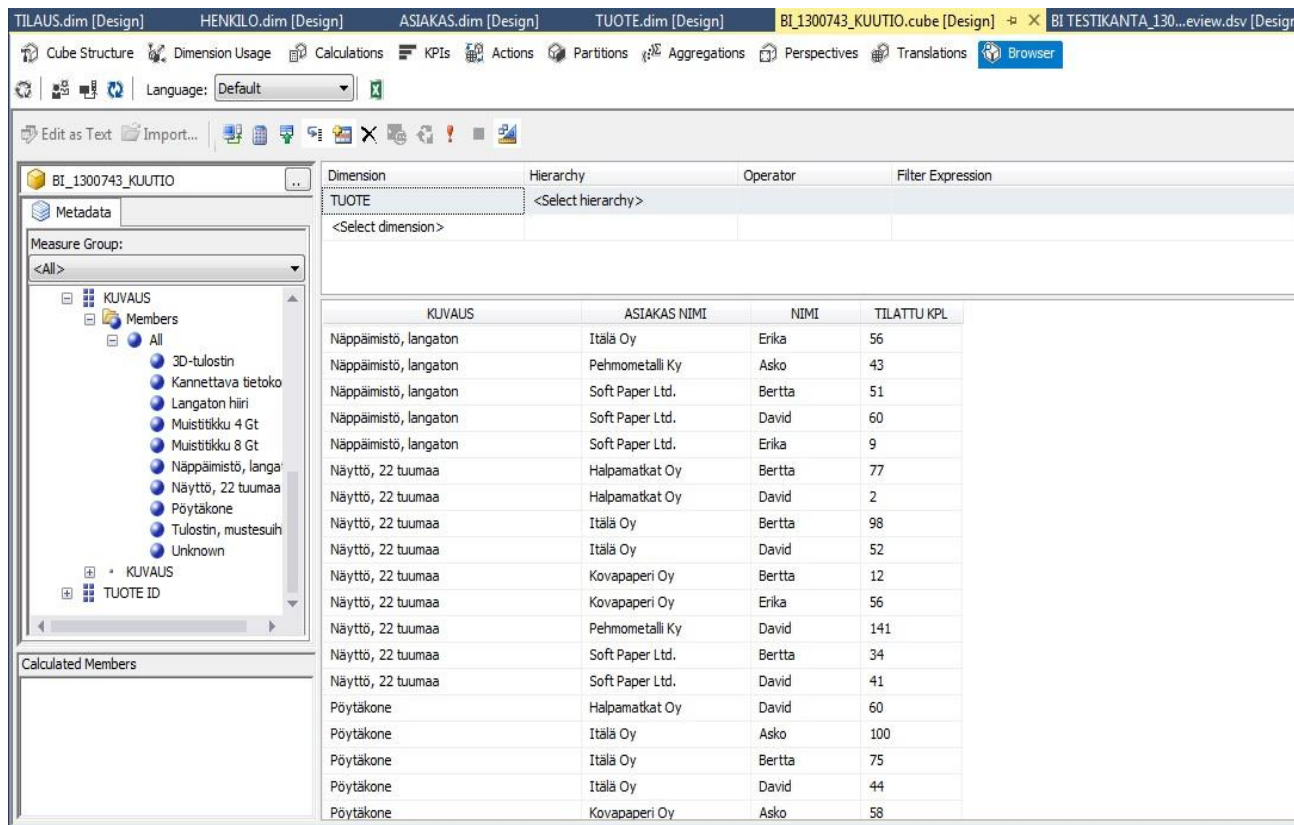 TILAUS.dim [Design] HENKILO.dim [Design] ASIAKAS.dim [Design] TUOTE.dim [Design] BI_1300743_KUUTIO.cube [Design] BI TESTIKANTA_130...eview.dsv [Design
Cube Structure Dimension Usage Calculations KPIs Actions Partitions Aggregations Perspectives Translations Browser
Language: Default
Edit as Text Import...
BI_1300743_KUUTIO ..
Metadata
Measure Group:
<All>
KUVAUS
Members
All
3D-tulostin
Kannettava tietoko
Langaton hiiri
Muistitikku 4 Gt
Muistitikku 8 Gt
Näppäimistö, langa
Näyttö, 22 tuumaa
Pöytäkone
Tulostin, mustesuih
Unknown
KUVAUS
TUOTE ID
Calculated Members
Dimension Hierarchy Operator Filter Expression
TUOTE <Select hierarchy>
<Select dimension>
KUVAUS ASIAKAS NIMI NIMI TILATTU KPL
Näppäimistö, langaton Itälä Oy Erika 56
Näppäimistö, langaton Pehmometalli Ky Asko 43
Näppäimistö, langaton Soft Paper Ltd. Bertta 51
Näppäimistö, langaton Soft Paper Ltd. David 60
Näppäimistö, langaton Soft Paper Ltd. Erika 9
Näyttö, 22 tuumaa Halpamatkat Oy Bertta 77
Näyttö, 22 tuumaa Halpamatkat Oy David 2
Näyttö, 22 tuumaa Itälä Oy Bertta 98
Näyttö, 22 tuumaa Itälä Oy David 52
Näyttö, 22 tuumaa Kovapaperi Oy Bertta 12
Näyttö, 22 tuumaa Kovapaperi Oy Erika 56
Näyttö, 22 tuumaa Pehmometalli Ky David 141
Näyttö, 22 tuumaa Soft Paper Ltd. Bertta 34
Näyttö, 22 tuumaa Soft Paper Ltd. David 41
Pöytäkone Halpamatkat Oy David 60
Pöytäkone Itälä Oy Asko 100
Pöytäkone Itälä Oy Bertta 75
Pöytäkone Itälä Oy David 44
Pöytäkone Kovapaperi Oy Asko 58